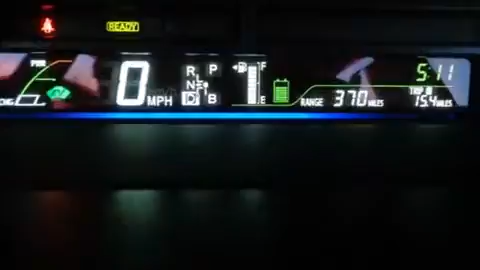 READY
PWR
CHG
0 MPH
R P
N
D B
F
E
RANGE 370 MILES
5:11
TRIP
15.4 MILES